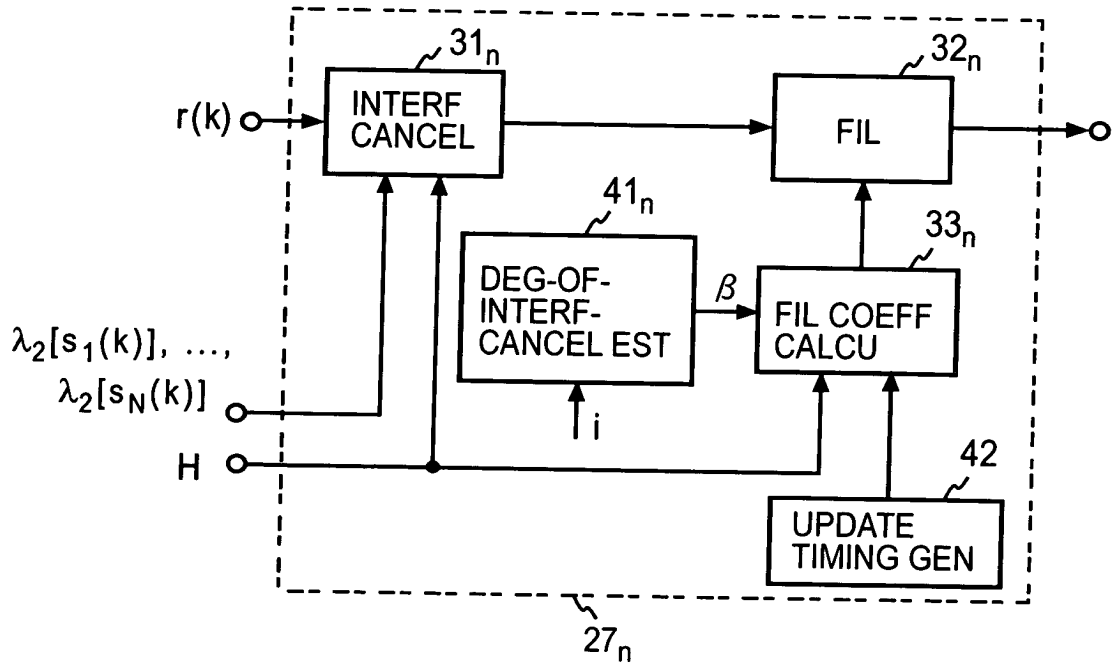 31n
32n
INTERF
CANCEL
r(k)
FIL
41n
33n
DEG-OF-
INTERF-
CANCEL EST
β
FIL COEFF
CALCU
λ2[s1(k)], ...,
λ2[sN(k)]
i
H
42
UPDATE
TIMING GEN
27n